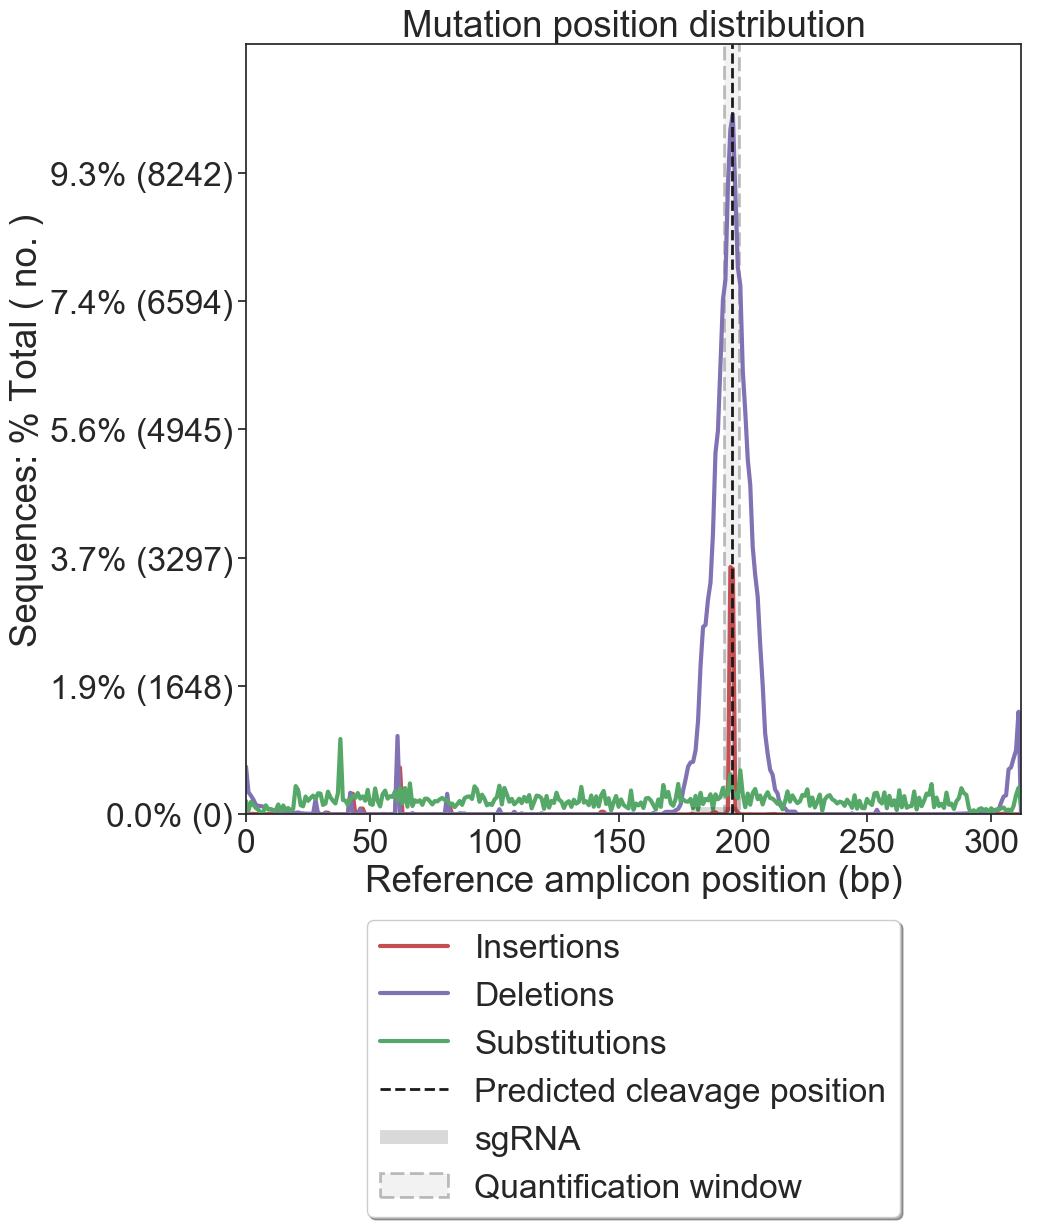 Mutation position distribution
Sequences: % Total ( no. )
9.3% (8242)
7.4% (6594)
5.6% (4945)
3.7% (3297)
1.9% (1648)
0.0% (0)
0 50 100 150 200 250 300
Reference amplicon position (bp)
Insertions
Deletions
Substitutions
Predicted cleavage position
sgRNA
Quantification window